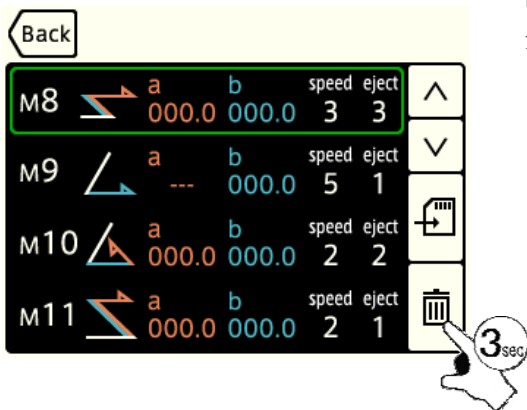 Back
M8 a 000.0 b 000.0 speed 3 eject 3
M9 a --- b 000.0 speed 5 eject 1
M10 a 000.0 b 000.0 speed 2 eject 2
M11 a 000.0 b 000.0 speed 2 eject 1
3sec